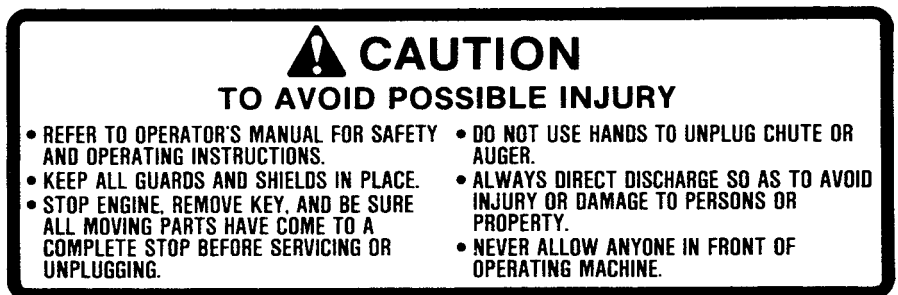 CAUTION
TO AVOID POSSIBLE INJURY
• REFER TO OPERATOR'S MANUAL FOR SAFETY
AND OPERATING INSTRUCTIONS.
• KEEP ALL GUARDS AND SHIELDS IN PLACE.
• STOP ENGINE, REMOVE KEY, AND BE SURE
ALL MOVING PARTS HAVE COME TO A
COMPLETE STOP BEFORE SERVICING OR
UNPLUGGING.
• DO NOT USE HANDS TO UNPLUG CHUTE OR
AUGER.
• ALWAYS DIRECT DISCHARGE SO AS TO AVOID
INJURY OR DAMAGE TO PERSONS OR
PROPERTY.
• NEVER ALLOW ANYONE IN FRONT OF
OPERATING MACHINE.